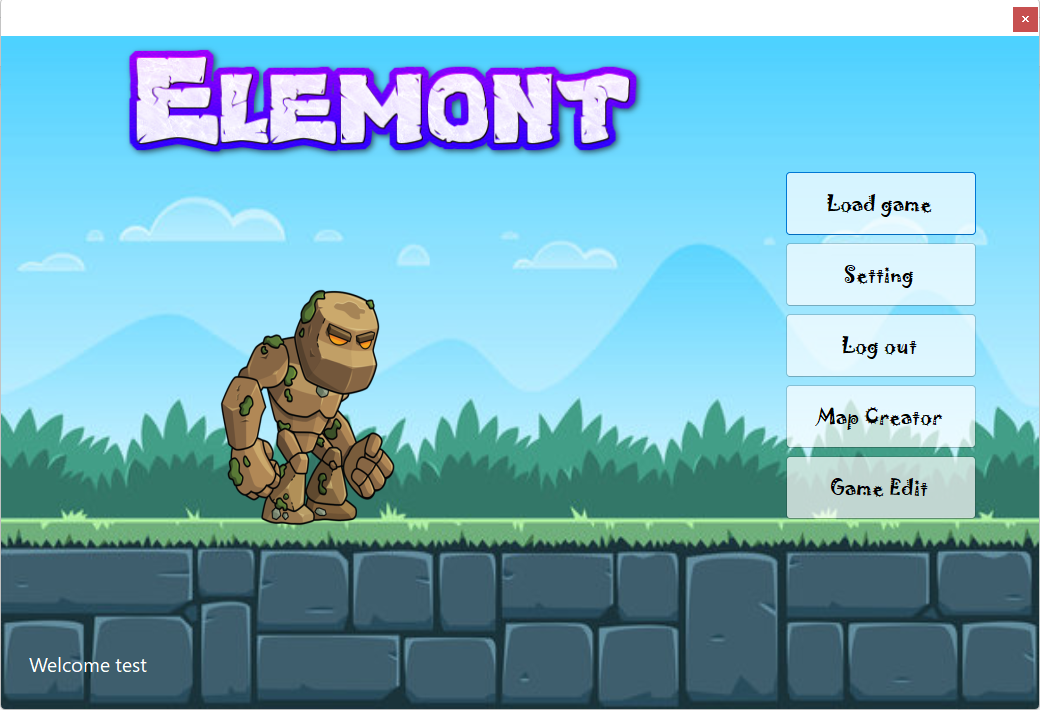 Elemont
Load game
Setting
Log out
Map Creator
Game Edit
Welcome test